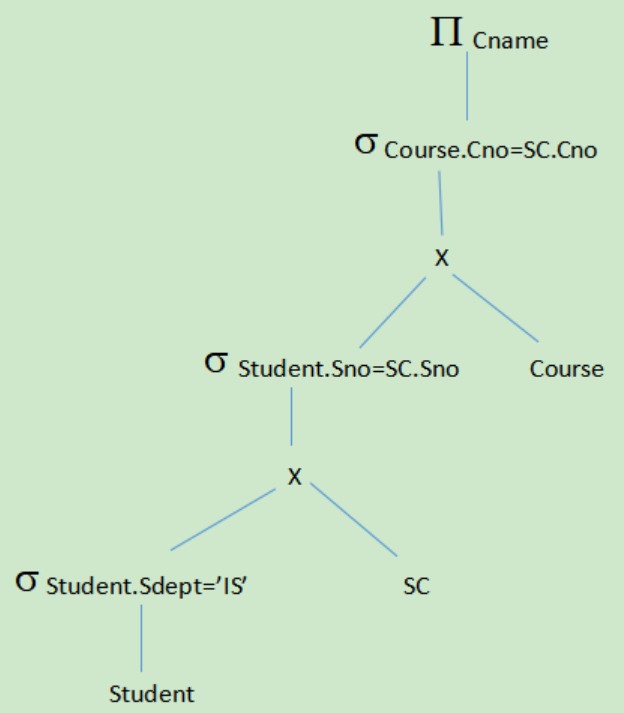 Π Cname
σ Course.Cno=SC.Cno
X
σ Student.Sno=SC.Sno
Course
X
σ Student.Sdept=’IS’
SC
Student